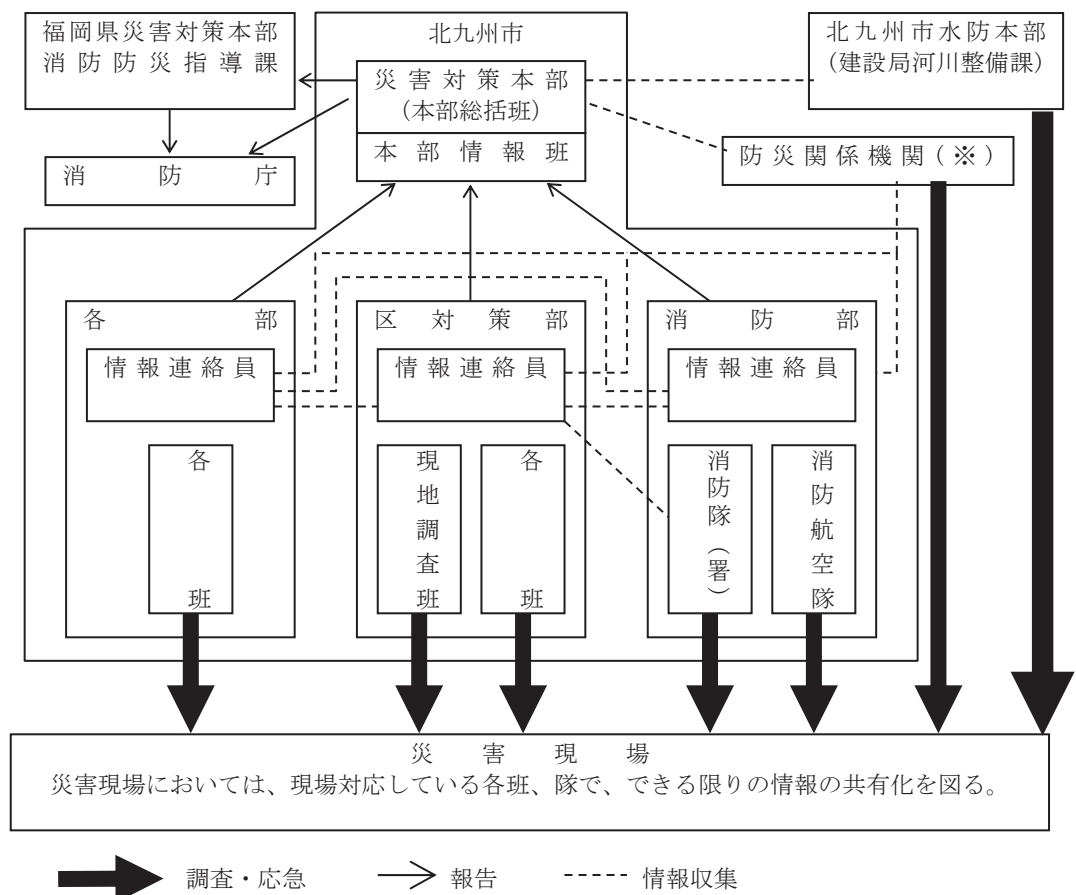 福岡県災害対策本部
消防防災指導課
消防庁
北九州市
災害対策本部
（本部総括班）
本部情報班
北九州市水防本部
（建設局河川整備課）
防災関係機関（※）
各部
情報連絡員
各班
区対策部
情報連絡員
現地調査班
各班
消防部
情報連絡員
消防隊（署）
消防航空隊
災害現場
災害現場においては、現場対応している各班、隊で、できる限りの情報の共有化を図る。
調査・応急
報告
情報収集